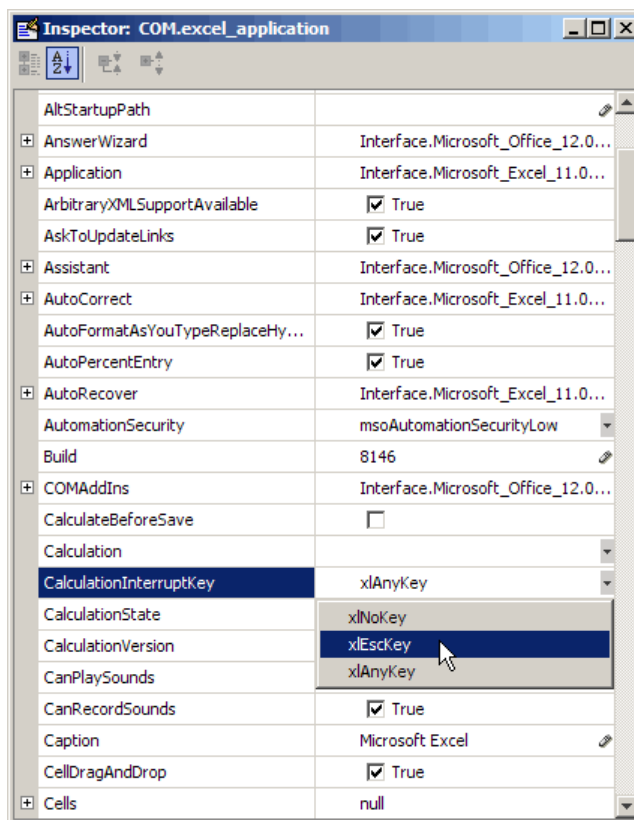 Inspector: COM.excel_application
AltStartupPath
AnswerWizard Interface.Microsoft_Office_12.0...
Application Interface.Microsoft_Excel_11.0...
ArbitraryXMLSupportAvailable True
AskToUpdateLinks True
Assistant Interface.Microsoft_Office_12.0...
AutoCorrect Interface.Microsoft_Excel_11.0...
AutoFormatAsYouTypeReplaceHy... True
AutoPercentEntry True
AutoRecover Interface.Microsoft_Excel_11.0...
AutomationSecurity msoAutomationSecurityLow
Build 8146
COMAddIns Interface.Microsoft_Office_12.0...
CalculateBeforeSave
Calculation
CalculationInterruptKey xlAnyKey
CalculationState xlNoKey
CalculationVersion xlEscKey
CanPlaySounds xlAnyKey
CanRecordSounds True
Caption Microsoft Excel
CellDragAndDrop True
Cells null